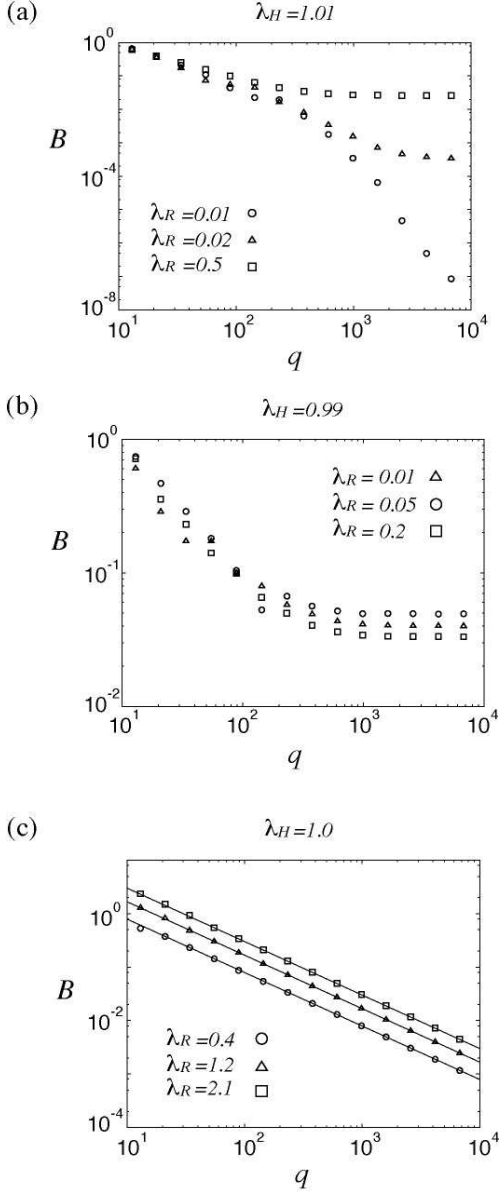 (a)
λH=1.01
10^0
10^-4
10^-8
B
λR=0.01 ○
λR=0.02 △
λR=0.5 □
10^1 10^2 10^3 10^4
q
(b)
λH=0.99
10^0
10^-1
10^-2
B
λR= 0.01 △
λR= 0.05 ○
λR= 0.2 □
10^1 10^2 10^3 10^4
q
(c)
λH=1.0
10^0
10^-2
10^-4
B
λR=0.4 ○
λR=1.2 △
λR=2.1 □
10^1 10^2 10^3 10^4
q